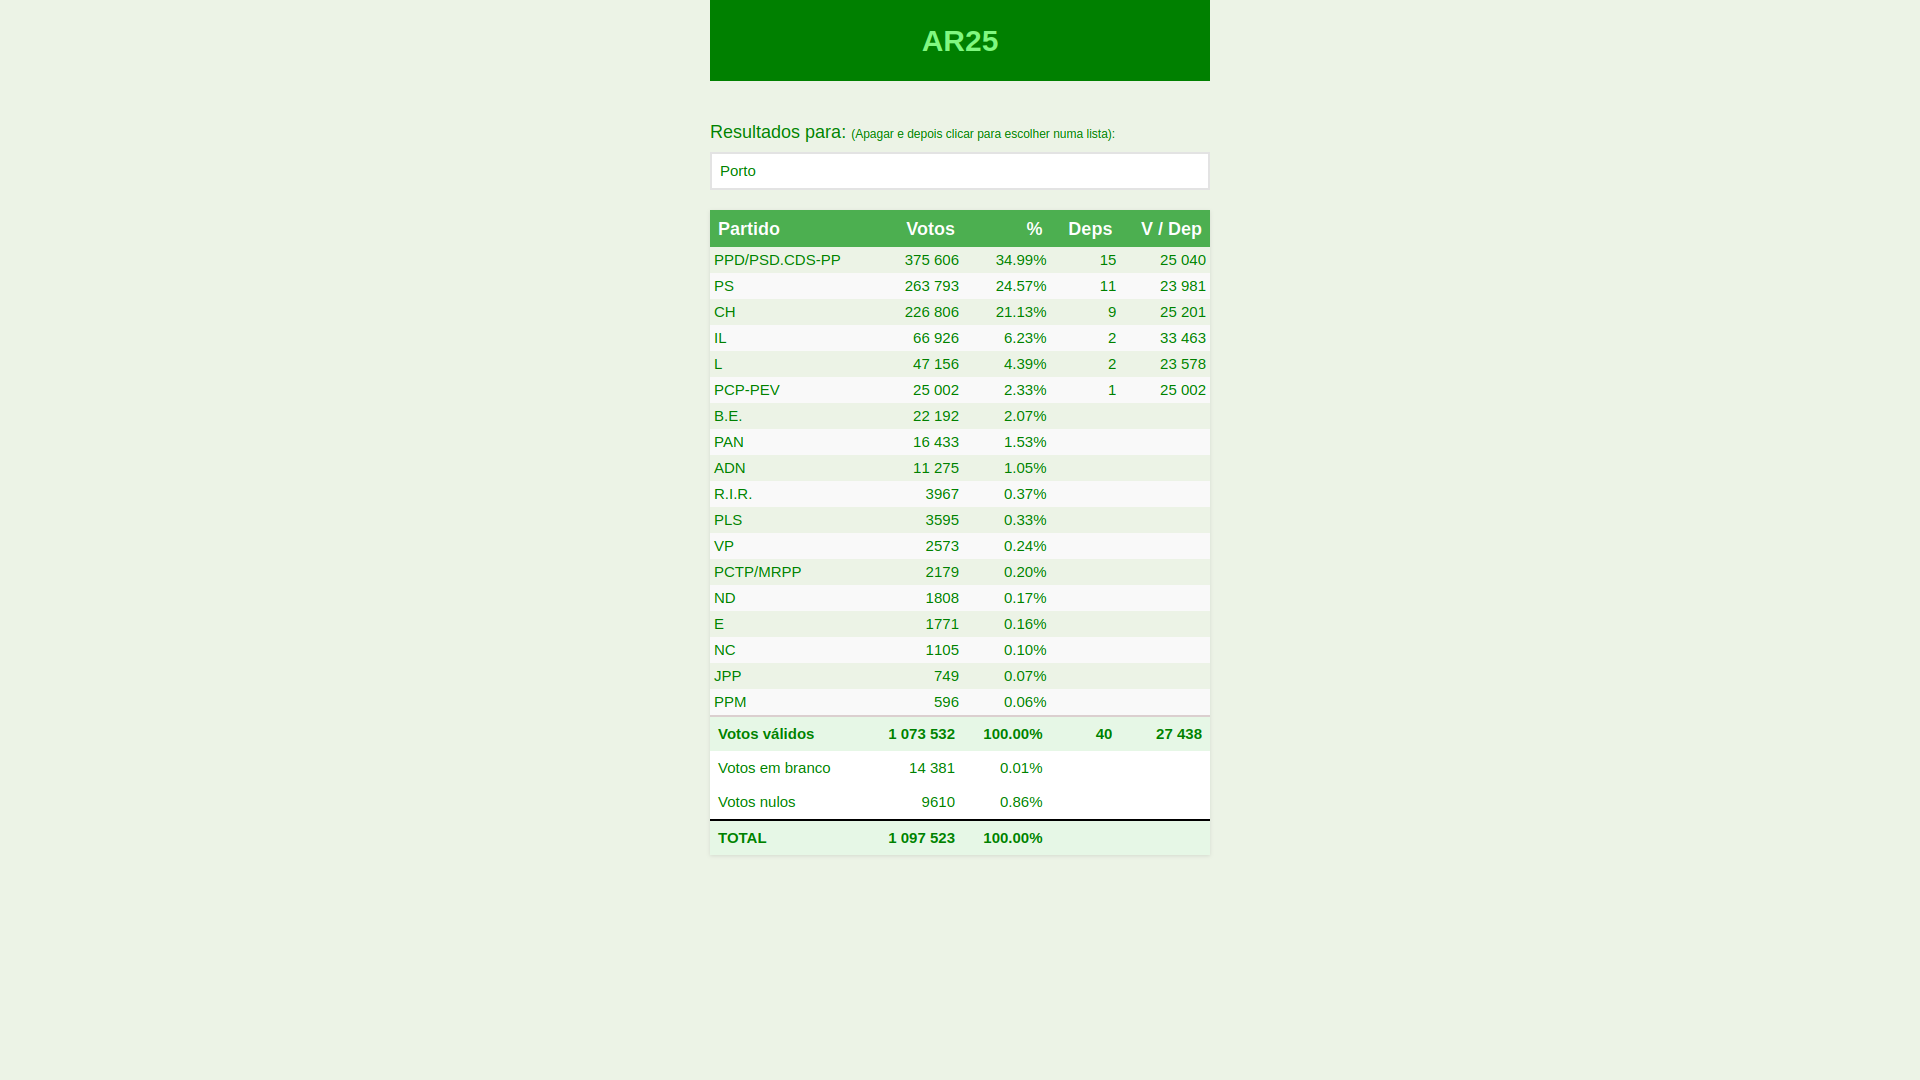 AR25
Resultados para: (Apagar e depois clicar para escolher numa lista):
Porto
Partido Votos % Deps V / Dep
PPD/PSD.CDS-PP 375 606 34.99% 15 25 040
PS 263 793 24.57% 11 23 981
CH 226 806 21.13% 9 25 201
IL 66 926 6.23% 2 33 463
L 47 156 4.39% 2 23 578
PCP-PEV 25 002 2.33% 1 25 002
B.E. 22 192 2.07%
PAN 16 433 1.53%
ADN 11 275 1.05%
R.I.R. 3967 0.37%
PLS 3595 0.33%
VP 2573 0.24%
PCTP/MRPP 2179 0.20%
ND 1808 0.17%
E 1771 0.16%
NC 1105 0.10%
JPP 749 0.07%
PPM 596 0.06%
Votos válidos 1 073 532 100.00% 40 27 438
Votos em branco 14 381 0.01%
Votos nulos 9610 0.86%
TOTAL 1 097 523 100.00%